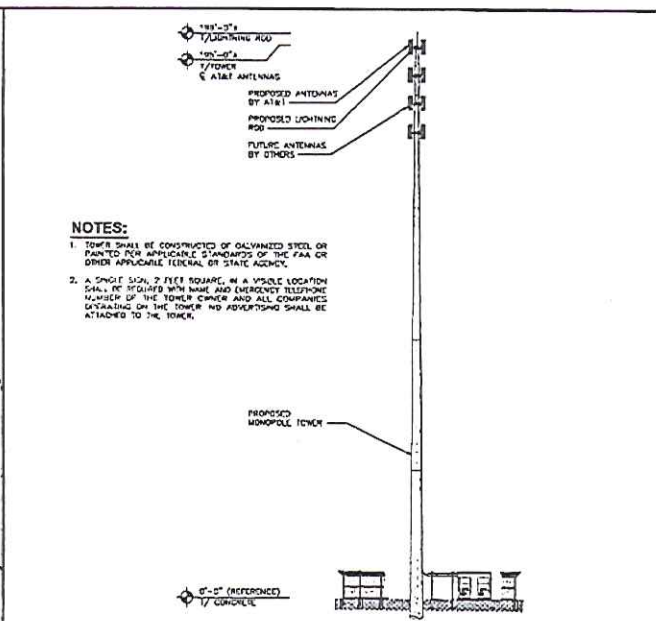 T/LIGHTNING ROD
T/TOWER
℄ AT&T ANTENNAS
PROPOSED ANTENNAS
BY AT&T
PROPOSED LIGHTNING
ROD
FUTURE ANTENNAS
BY OTHERS
NOTES:
1. TOWER SHALL BE CONSTRUCTED OF GALVANIZED STEEL OR
PAINTED PER APPLICABLE STANDARDS OF THE FAA OR
OTHER APPLICABLE FEDERAL OR STATE AGENCY.
2. A SINGLE SIGN, 2 FEET SQUARE, IN A VISIBLE LOCATION
SHALL BE REQUIRED WITH NAME AND EMERGENCY TELEPHONE
NUMBER OF THE TOWER OWNER AND ALL COMPANIES
OPERATING ON THE TOWER NO ADVERTISING SHALL BE
ATTACHED TO THE TOWER.
PROPOSED
MONOPOLE TOWER
0'-0" (REFERENCE)
T/ CONCRETE